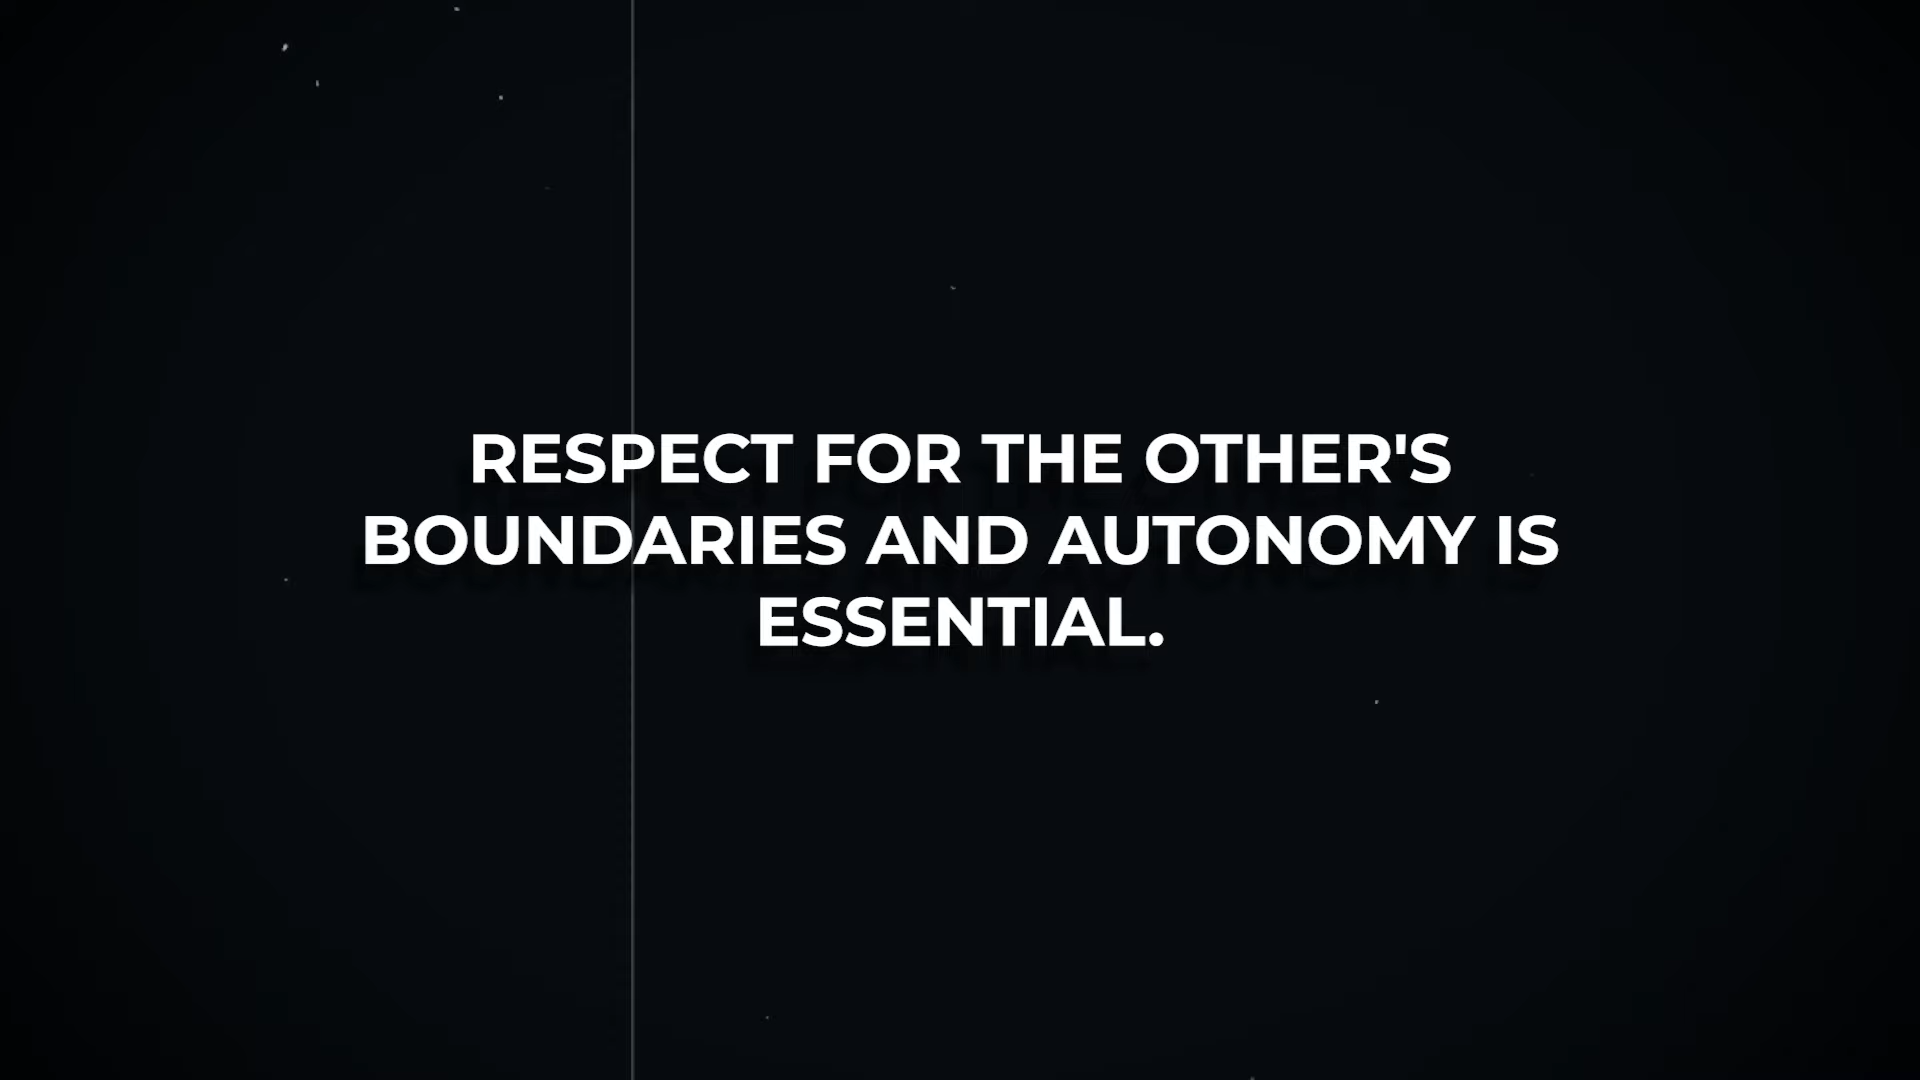 RESPECT FOR THE OTHER'S
BOUNDARIES AND AUTONOMY IS
ESSENTIAL.